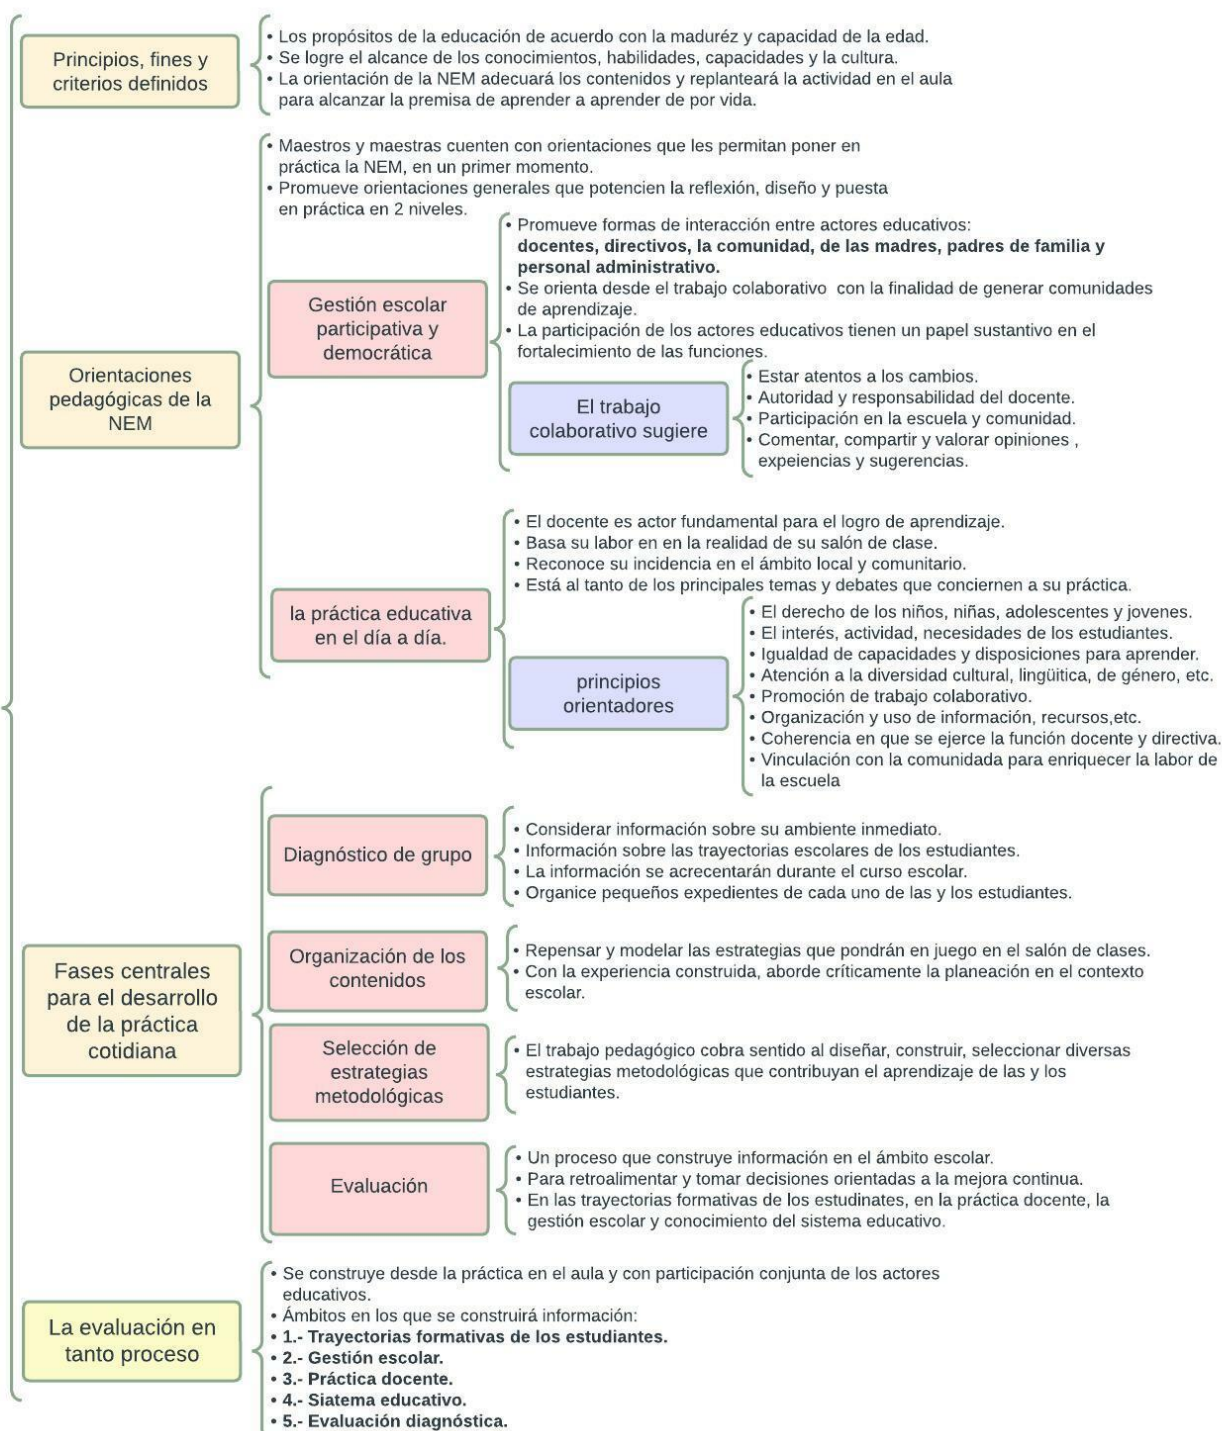 Principios, fines y
criterios definidos
• Los propósitos de la educación de acuerdo con la maduréz y capacidad de la edad.
• Se logre el alcance de los conocimientos, habilidades, capacidades y la cultura.
• La orientación de la NEM adecuará los contenidos y replanteará la actividad en el aula
para alcanzar la premisa de aprender a aprender de por vida.
Orientaciones
pedagógicas de la
NEM
• Maestros y maestras cuenten con orientaciones que les permitan poner en
práctica la NEM, en un primer momento.
• Promueve orientaciones generales que potencien la reflexión, diseño y puesta
en práctica en 2 niveles.
Gestión escolar
participativa y
democrática
• Promueve formas de interacción entre actores educativos:
docentes, directivos, la comunidad, de las madres, padres de familia y
personal administrativo.
• Se orienta desde el trabajo colaborativo con la finalidad de generar comunidades
de aprendizaje.
• La participación de los actores educativos tienen un papel sustantivo en el
fortalecimiento de las funciones.
El trabajo
colaborativo sugiere
• Estar atentos a los cambios.
• Autoridad y responsabilidad del docente.
• Participación en la escuela y comunidad.
• Comentar, compartir y valorar opiniones ,
expeiencias y sugerencias.
la práctica educativa
en el día a día.
• El docente es actor fundamental para el logro de aprendizaje.
• Basa su labor en en la realidad de su salón de clase.
• Reconoce su incidencia en el ámbito local y comunitario.
• Está al tanto de los principales temas y debates que conciernen a su práctica.
principios
orientadores
• El derecho de los niños, niñas, adolescentes y jovenes.
• El interés, actividad, necesidades de los estudiantes.
• Igualdad de capacidades y disposiciones para aprender.
• Atención a la diversidad cultural, lingüitica, de género, etc.
• Promoción de trabajo colaborativo.
• Organización y uso de información, recursos,etc.
• Coherencia en que se ejerce la función docente y directiva.
• Vinculación con la comunidada para enriquecer la labor de
la escuela
Fases centrales
para el desarrollo
de la práctica
cotidiana
Diagnóstico de grupo
• Considerar información sobre su ambiente inmediato.
• Información sobre las trayectorias escolares de los estudiantes.
• La información se acrecentarán durante el curso escolar.
• Organice pequeños expedientes de cada uno de las y los estudiantes.
Organización de los
contenidos
• Repensar y modelar las estrategias que pondrán en juego en el salón de clases.
• Con la experiencia construida, aborde críticamente la planeación en el contexto
escolar.
Selección de
estrategias
metodológicas
• El trabajo pedagógico cobra sentido al diseñar, construir, seleccionar diversas
estrategias metodológicas que contribuyan el aprendizaje de las y los
estudiantes.
Evaluación
• Un proceso que construye información en el ámbito escolar.
• Para retroalimentar y tomar decisiones orientadas a la mejora continua.
• En las trayectorias formativas de los estudinates, en la práctica docente, la
gestión escolar y conocimiento del sistema educativo.
La evaluación en
tanto proceso
• Se construye desde la práctica en el aula y con participación conjunta de los actores
educativos.
• Ámbitos en los que se construirá información:
• 1.- Trayectorias formativas de los estudiantes.
• 2.- Gestión escolar.
• 3.- Práctica docente.
• 4.- Siatema educativo.
• 5.- Evaluación diagnóstica.